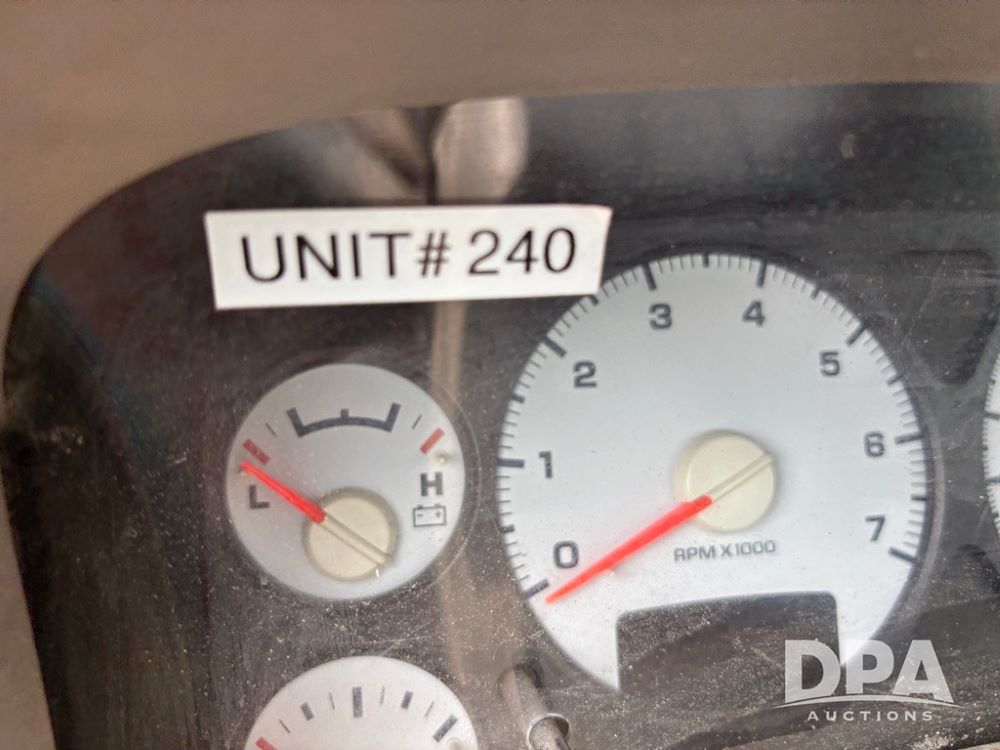 UNIT# 240
L H
0 1 2 3 4 5 6 7
RPM X1000
DPA
AUCTIONS